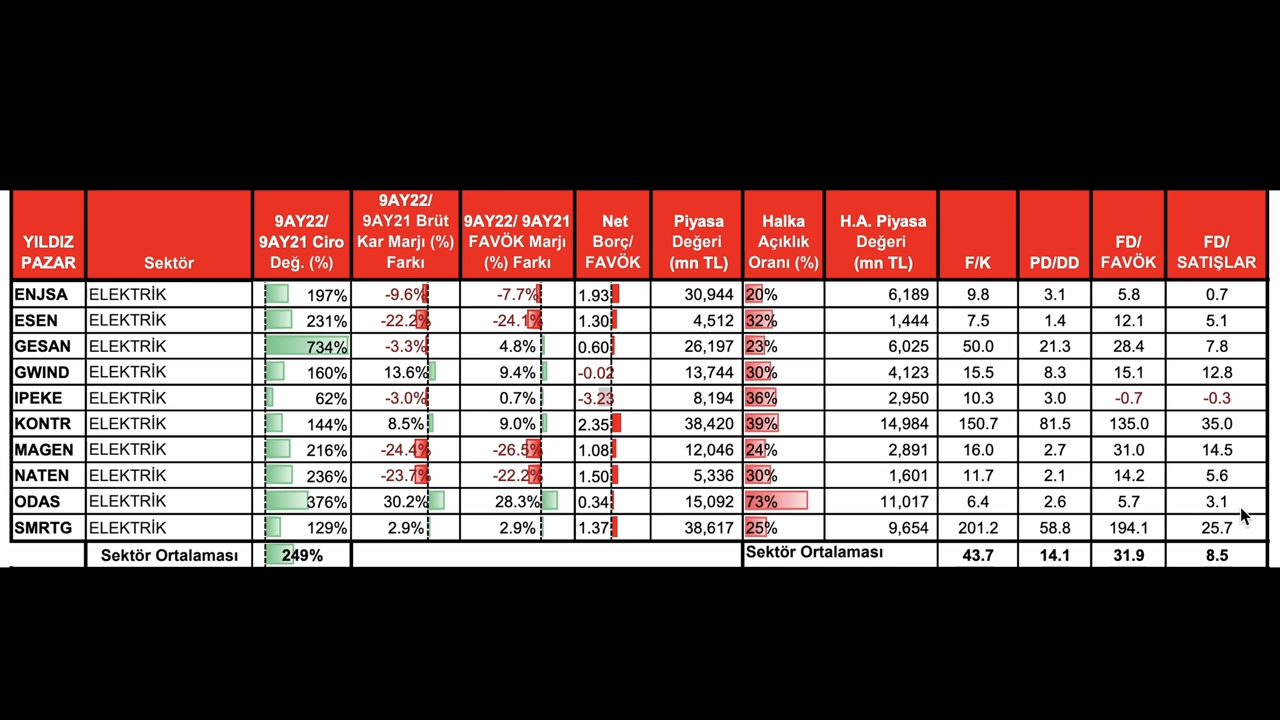 YILDIZ PAZAR Sektör 9AY22/ 9AY21 Ciro Değ. (%) 9AY22/ 9AY21 Brüt Kar Marjı (%) Farkı 9AY22/ 9AY21 FAVÖK Marjı (%) Farkı Net Borç/ FAVÖK Piyasa Değeri (mn TL) Halka Açıklık Oranı (%) H.A. Piyasa Değeri (mn TL) F/K PD/DD FD/ FAVÖK FD/ SATIŞLAR
ENJSA ELEKTRİK 197% -9.6% -7.7% 1.93 30,944 20% 6,189 9.8 3.1 5.8 0.7
ESEN ELEKTRİK 231% -22.2% -24.1% 1.30 4,512 32% 1,444 7.5 1.4 12.1 5.1
GESAN ELEKTRİK 734% -3.3% 4.8% 0.60 26,197 23% 6,025 50.0 21.3 28.4 7.8
GWIND ELEKTRİK 160% 13.6% 9.4% -0.02 13,744 30% 4,123 15.5 8.3 15.1 12.8
IPEKE ELEKTRİK 62% -3.0% 0.7% -3.23 8,194 36% 2,950 10.3 3.0 -0.7 -0.3
KONTR ELEKTRİK 144% 8.5% 9.0% 2.35 38,420 39% 14,984 150.7 81.5 135.0 35.0
MAGEN ELEKTRİK 216% -24.4% -26.5% 1.08 12,046 24% 2,891 16.0 2.7 31.0 14.5
NATEN ELEKTRİK 236% -23.7% -22.2% 1.50 5,336 30% 1,601 11.7 2.1 14.2 5.6
ODAS ELEKTRİK 376% 30.2% 28.3% 0.34 15,092 73% 11,017 6.4 2.6 5.7 3.1
SMRTG ELEKTRİK 129% 2.9% 2.9% 1.37 38,617 25% 9,654 201.2 58.8 194.1 25.7
Sektör Ortalaması 249% Sektör Ortalaması 43.7 14.1 31.9 8.5